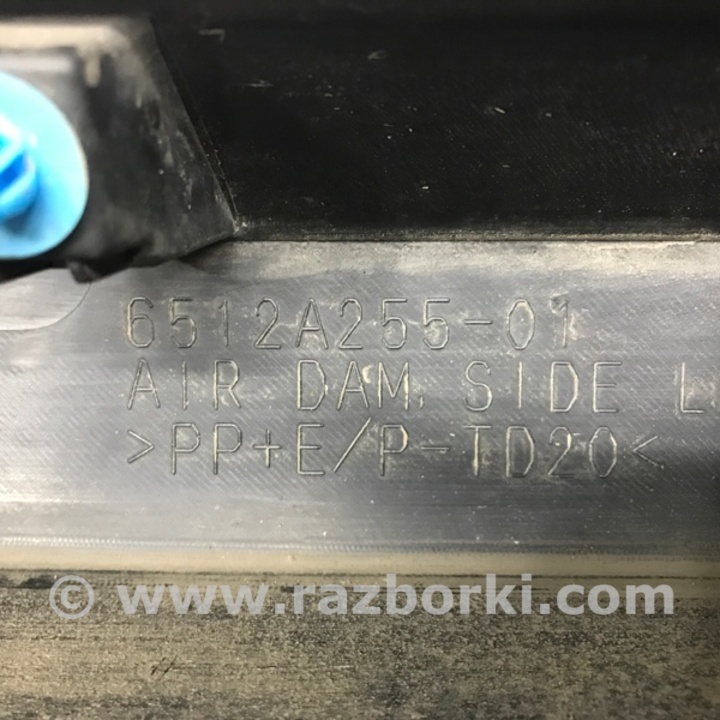 6512A255-01
AIR DAM, SIDE L
>PP+E/P-TD20<
© www.razborki.com